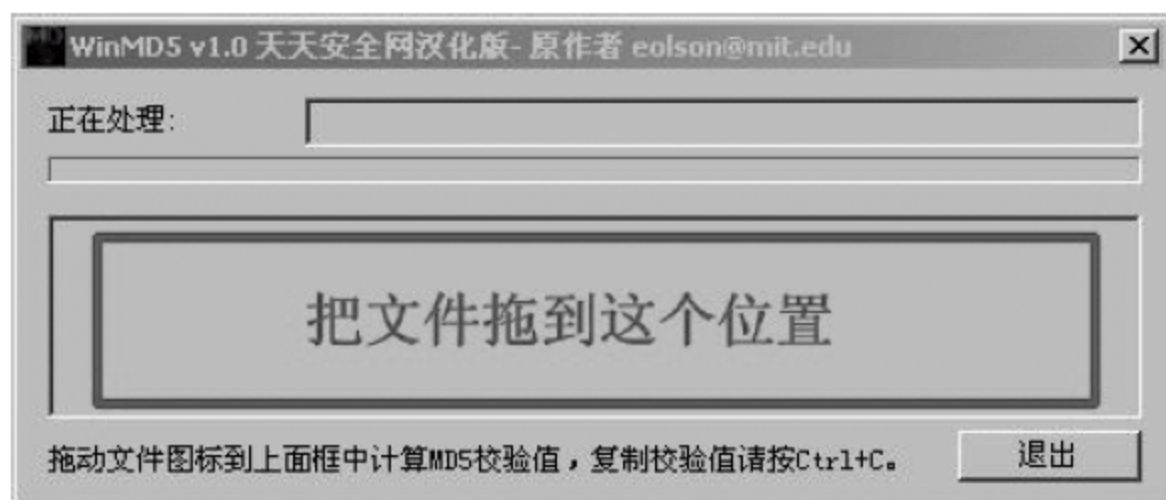 WinMD5 v1.0 天天安全网汉化版- 原作者 eolson@mit.edu
正在处理:
把文件拖到这个位置
拖动文件图标到上面框中计算MD5校验值，复制校验值请按Ctrl+C。
退出